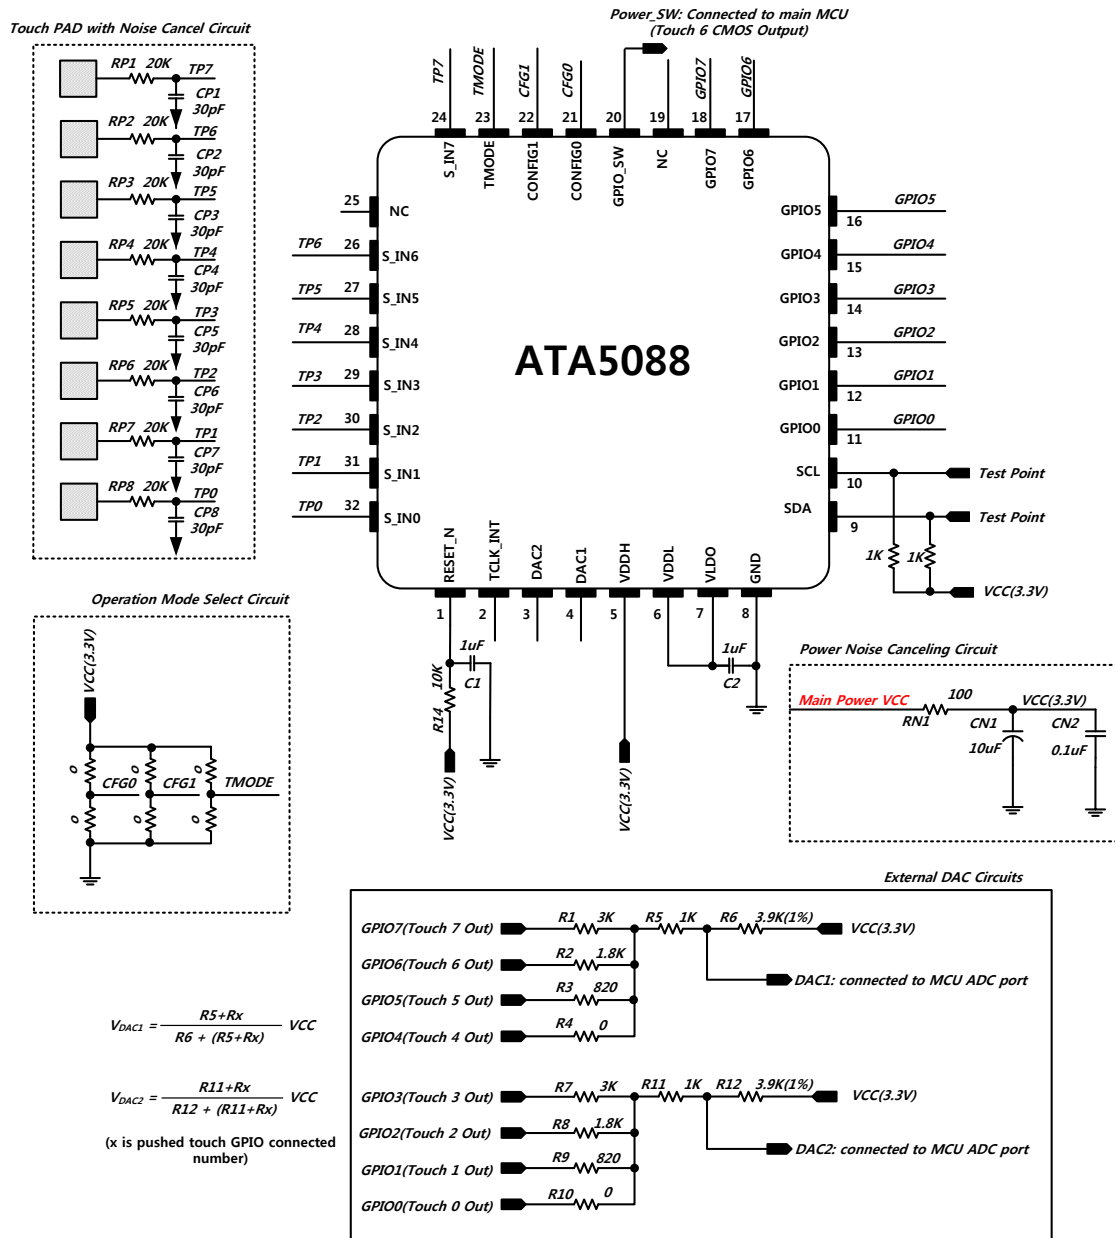 Touch PAD with Noise Cancel Circuit
RP1 20K TP7
CP1
30pF
RP2 20K TP6
CP2
30pF
RP3 20K TP5
CP3
30pF
RP4 20K TP4
CP4
30pF
RP5 20K TP3
CP5
30pF
RP6 20K TP2
CP6
30pF
RP7 20K TP1
CP7
30pF
RP8 20K TP0
CP8
30pF
Power_SW: Connected to main MCU
(Touch 6 CMOS Output)
TP7 TMODE CFG1 CFG0 GPIO7 GPIO6
24 23 22 21 20 19 18 17
S_IN7 TMODE CONFIG1 CONFIG0 GPIO_SW NC GPIO7 GPIO6
25 NC
TP6 26 S_IN6
TP5 27 S_IN5
TP4 28 S_IN4
TP3 29 S_IN3
TP2 30 S_IN2
TP1 31 S_IN1
TP0 32 S_IN0
ATA5088
GPIO5 16 GPIO5
GPIO4 15 GPIO4
GPIO3 14 GPIO3
GPIO2 13 GPIO2
GPIO1 12 GPIO1
GPIO0 11 GPIO0
SCL 10 Test Point
SDA 9 Test Point
1K 1K
VCC(3.3V)
RESET_N TCLK_INT DAC2 DAC1 VDDH VDDL VLDO GND
1 2 3 4 5 6 7 8
1uF
C1
10K
R14
VCC(3.3V)
VCC(3.3V)
1uF
C2
Operation Mode Select Circuit
VCC(3.3V)
0 0 0
CFG0 CFG1 TMODE
0 0 0
Power Noise Canceling Circuit
Main Power VCC 100 VCC(3.3V)
RN1 CN1 CN2
10uF 0.1uF
External DAC Circuits
GPIO7(Touch 7 Out) R1 3K R5 1K R6 3.9K(1%) VCC(3.3V)
GPIO6(Touch 6 Out) R2 1.8K
DAC1: connected to MCU ADC port
GPIO5(Touch 5 Out) R3 820
GPIO4(Touch 4 Out) R4 0
GPIO3(Touch 3 Out) R7 3K R11 1K R12 3.9K(1%) VCC(3.3V)
GPIO2(Touch 2 Out) R8 1.8K
DAC2: connected to MCU ADC port
GPIO1(Touch 1 Out) R9 820
GPIO0(Touch 0 Out) R10 0
V_DAC1 = R5+Rx / R6 + (R5+Rx) VCC
V_DAC2 = R11+Rx / R12 + (R11+Rx) VCC
(x is pushed touch GPIO connected
number)